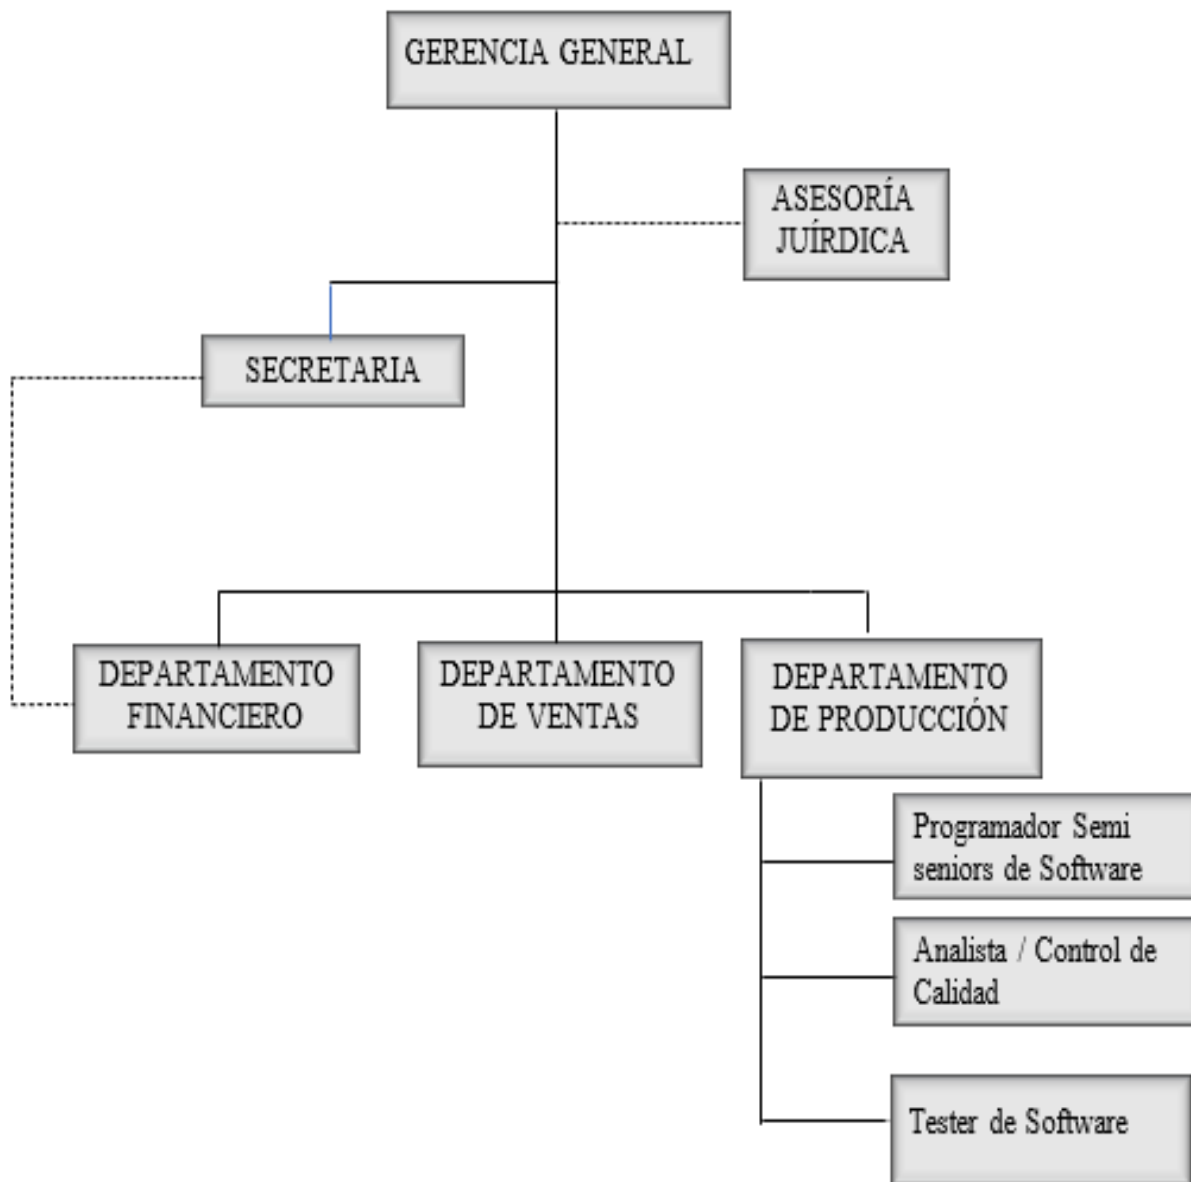 GERENCIA GENERAL
ASESORÍA
JUÍRDICA
SECRETARIA
DEPARTAMENTO
FINANCIERO
DEPARTAMENTO
DE VENTAS
DEPARTAMENTO
DE PRODUCCIÓN
Programador Semi
seniors de Software
Analista / Control de
Calidad
Tester de Software